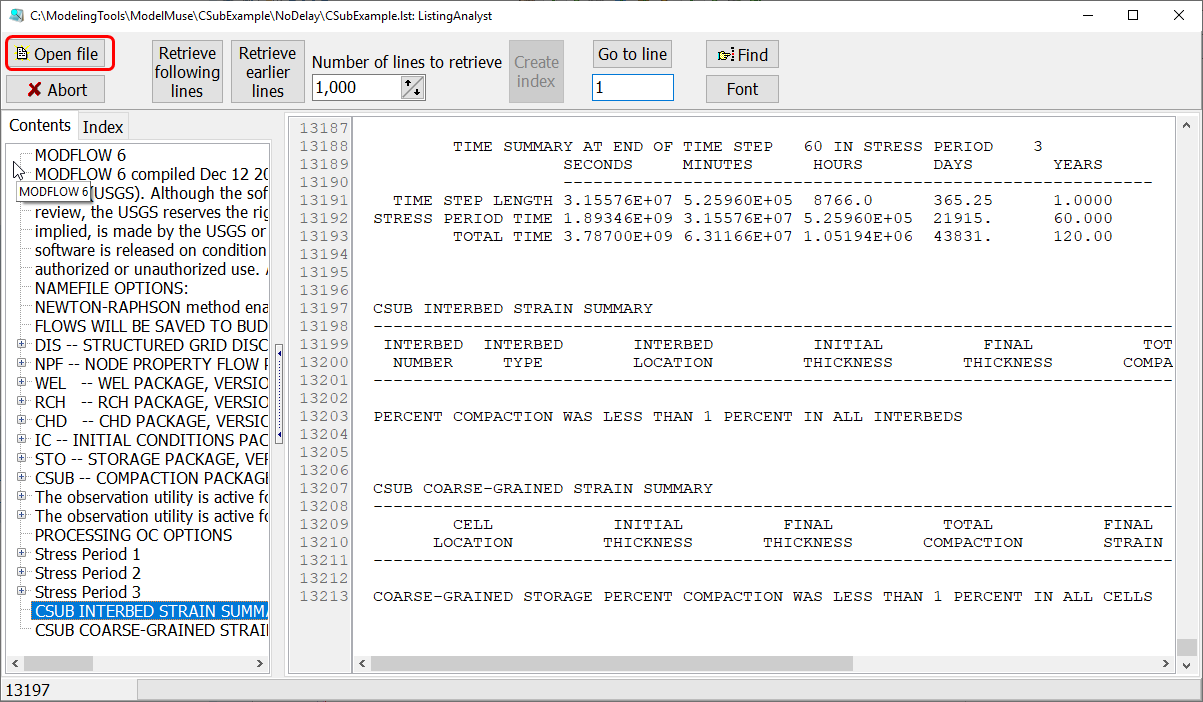 C:\ModelingTools\ModelMuse\CSubExample\NoDelay\CSubExample.lst: ListingAnalyst
Open file
Abort
Retrieve following lines
Retrieve earlier lines
Number of lines to retrieve
1,000
Create index
Go to line
1
Find
Font
Contents
Index
MODFLOW 6
MODFLOW 6 compiled Dec 12 20
MODFLOW 6
(USGS). Although the sof
review, the USGS reserves the rig
implied, is made by the USGS or
software is released on condition
authorized or unauthorized use.
NAMEFILE OPTIONS:
NEWTON-RAPHSON method ena
FLOWS WILL BE SAVED TO BUD
DIS -- STRUCTURED GRID DISC
NPF -- NODE PROPERTY FLOW
WEL -- WEL PACKAGE, VERSIO
RCH -- RCH PACKAGE, VERSIO
CHD -- CHD PACKAGE, VERSIC
IC -- INITIAL CONDITIONS PAC
STO -- STORAGE PACKAGE, VER
CSUB -- COMPACTION PACKAGE
The observation utility is active fo
The observation utility is active fo
PROCESSING OC OPTIONS
Stress Period 1
Stress Period 2
Stress Period 3
CSUB INTERBED STRAIN SUMMA
CSUB COARSE-GRAINED STRAI
13187
13188 TIME SUMMARY AT END OF TIME STEP 60 IN STRESS PERIOD 3
13189 SECONDS MINUTES HOURS DAYS YEARS
13190 -----------------------------------------------------------
13191 TIME STEP LENGTH 3.15576E+07 5.25960E+05 8766.0 365.25 1.0000
13192 STRESS PERIOD TIME 1.89346E+09 3.15576E+07 5.25960E+05 21915. 60.000
13193 TOTAL TIME 3.78700E+09 6.31166E+07 1.05194E+06 43831. 120.00
13194
13195
13196
13197 CSUB INTERBED STRAIN SUMMARY
13198 --------------------------------------------------------------------------------
13199 INTERBED INTERBED INTERBED INITIAL FINAL TOT
13200 NUMBER TYPE LOCATION THICKNESS THICKNESS COMPA
13201 --------------------------------------------------------------------------------
13202
13203 PERCENT COMPACTION WAS LESS THAN 1 PERCENT IN ALL INTERBEDS
13204
13205
13206
13207 CSUB COARSE-GRAINED STRAIN SUMMARY
13208 --------------------------------------------------------------------------------
13209 CELL INITIAL FINAL TOTAL FINAL
13210 LOCATION THICKNESS THICKNESS COMPACTION STRAIN
13211 --------------------------------------------------------------------------------
13212
13213 COARSE-GRAINED STORAGE PERCENT COMPACTION WAS LESS THAN 1 PERCENT IN ALL CELLS
13197